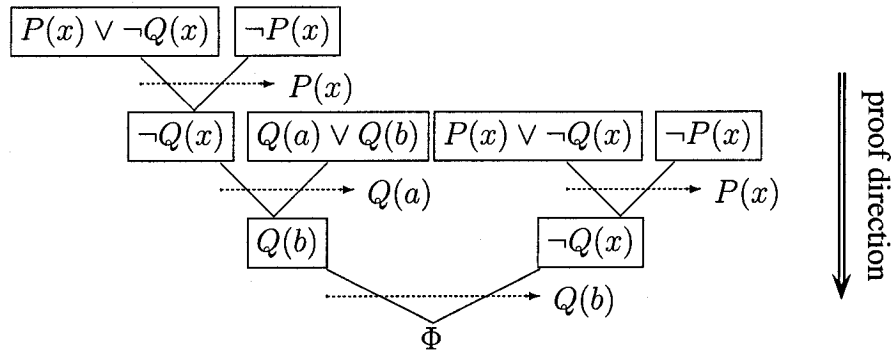 P(x) ∨ ¬Q(x) ¬P(x)
P(x)
¬Q(x) Q(a) ∨ Q(b) P(x) ∨ ¬Q(x) ¬P(x)
Q(a) P(x)
Q(b) ¬Q(x)
Q(b)
Φ
proof direction